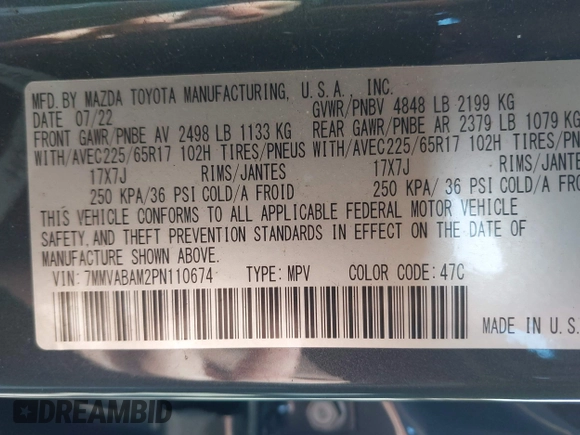 MFD. BY MAZDA TOYOTA MANUFACTURING, U.S.A., INC.
DATE 07/22 GVWR/PNBV 4848 LB 2199 KG
FRONT GAWR/PNBE AV 2498 LB 1133 KG REAR GAWR/PNBE AR 2379 LB 1079 KG
WITH/AVEC225/65R17 102H TIRES/PNEUS WITH/AVEC225/65R17 102H TIRES/PN
17X7J RIMS/JANTES 17X7J RIMS/JAN
250 KPA/36 PSI COLD/A FROID 250 KPA/ 36 PSI COLD/A FROI
THIS VEHICLE CONFORMS TO ALL APPLICABLE FEDERAL MOTOR VEHICLE
SAFETY, AND THEFT PREVENTION STANDARDS IN EFFECT ON THE DATE OF
MANUFACTURE SHOWN ABOVE.
VIN: 7MMVABAM2PN110674 TYPE: MPV COLOR CODE: 47C
MADE IN U.S.
DREAMBID